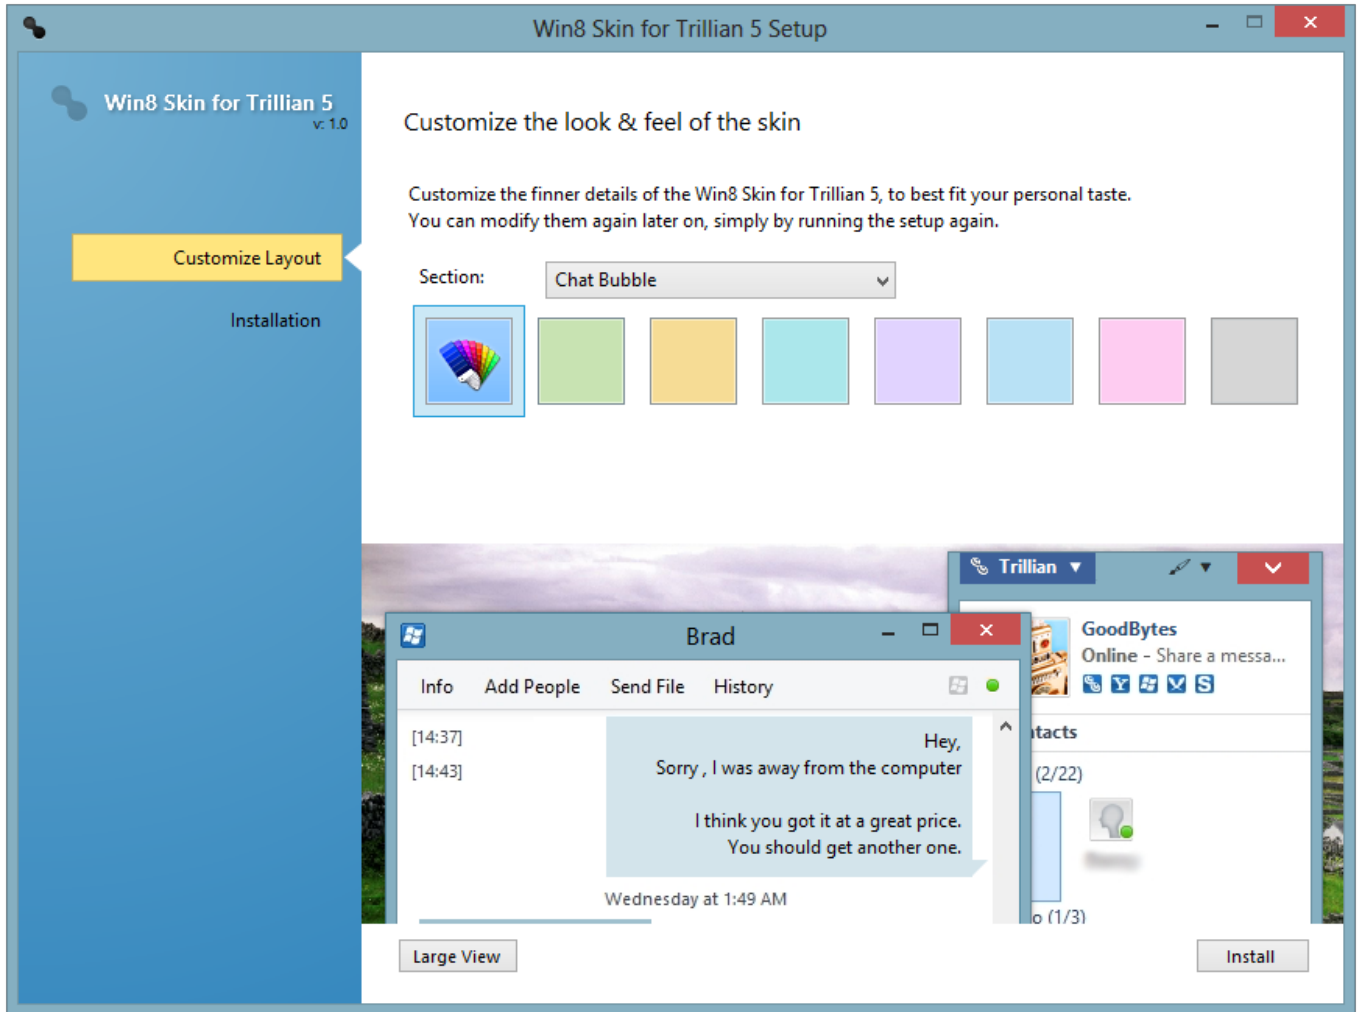 Win8 Skin for Trillian 5 Setup
Win8 Skin for Trillian 5
v: 1.0
Customize Layout
Installation
Customize the look & feel of the skin
Customize the finner details of the Win8 Skin for Trillian 5, to best fit your personal taste.
You can modify them again later on, simply by running the setup again.
Section:
Chat Bubble
Trillian
GoodBytes
Online - Share a messa...
ntacts
(2/22)
o (1/3)
Brad
Info
Add People
Send File
History
[14:37]
Hey,
[14:43]
Sorry , I was away from the computer
I think you got it at a great price.
You should get another one.
Wednesday at 1:49 AM
Large View
Install